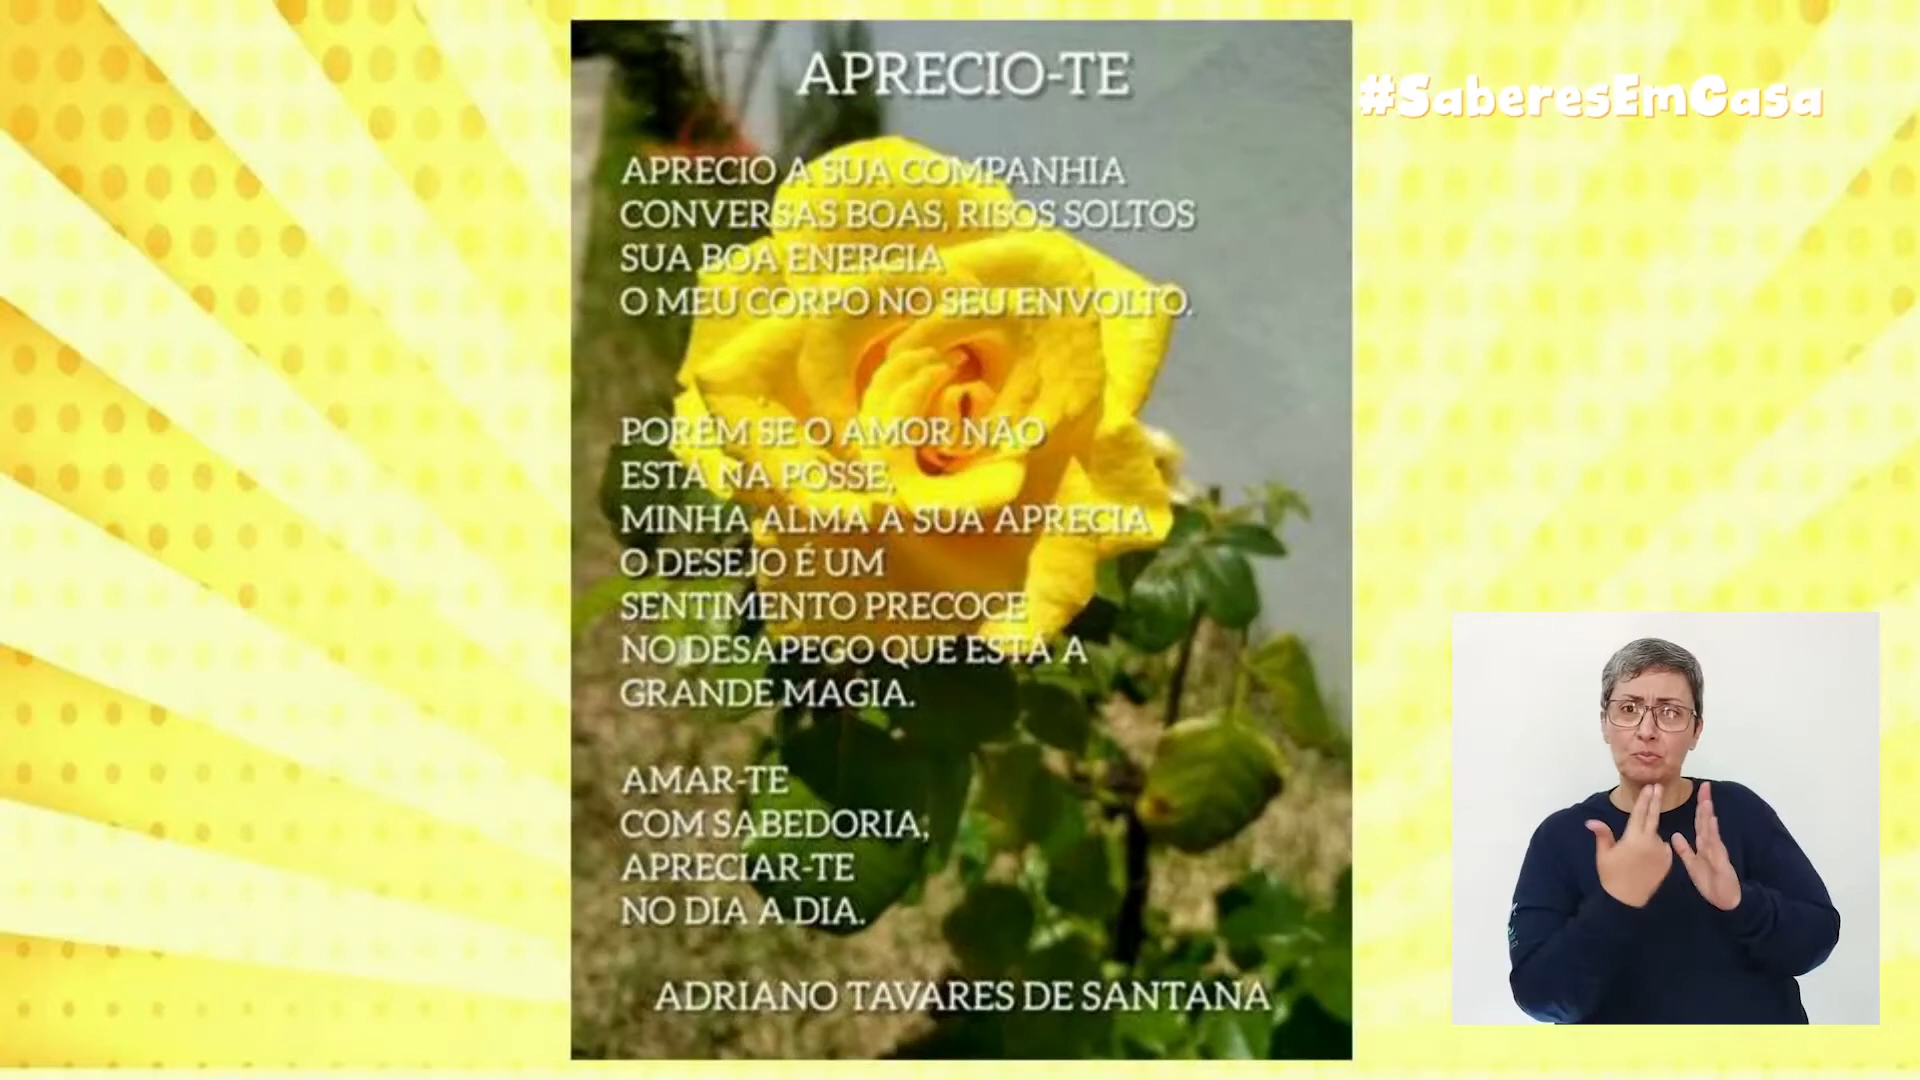 APRECIO-TE
#SaberesEmCasa
APRECIO A SUA COMPANHIA
CONVERSAS BOAS, RISOS SOLTOS
SUA BOA ENERGIA
O MEU CORPO NO SEU ENVOLTO.
PORÉM SE O AMOR NÃO
ESTÁ NA POSSE,
MINHA ALMA A SUA APRECIA
O DESEJO É UM
SENTIMENTO PRECOCE
NO DESAPEGO QUE ESTÁ A
GRANDE MAGIA.
AMAR-TE
COM SABEDORIA;
APRECIAR-TE
NO DIA A DIA.
ADRIANO TAVARES DE SANTANA